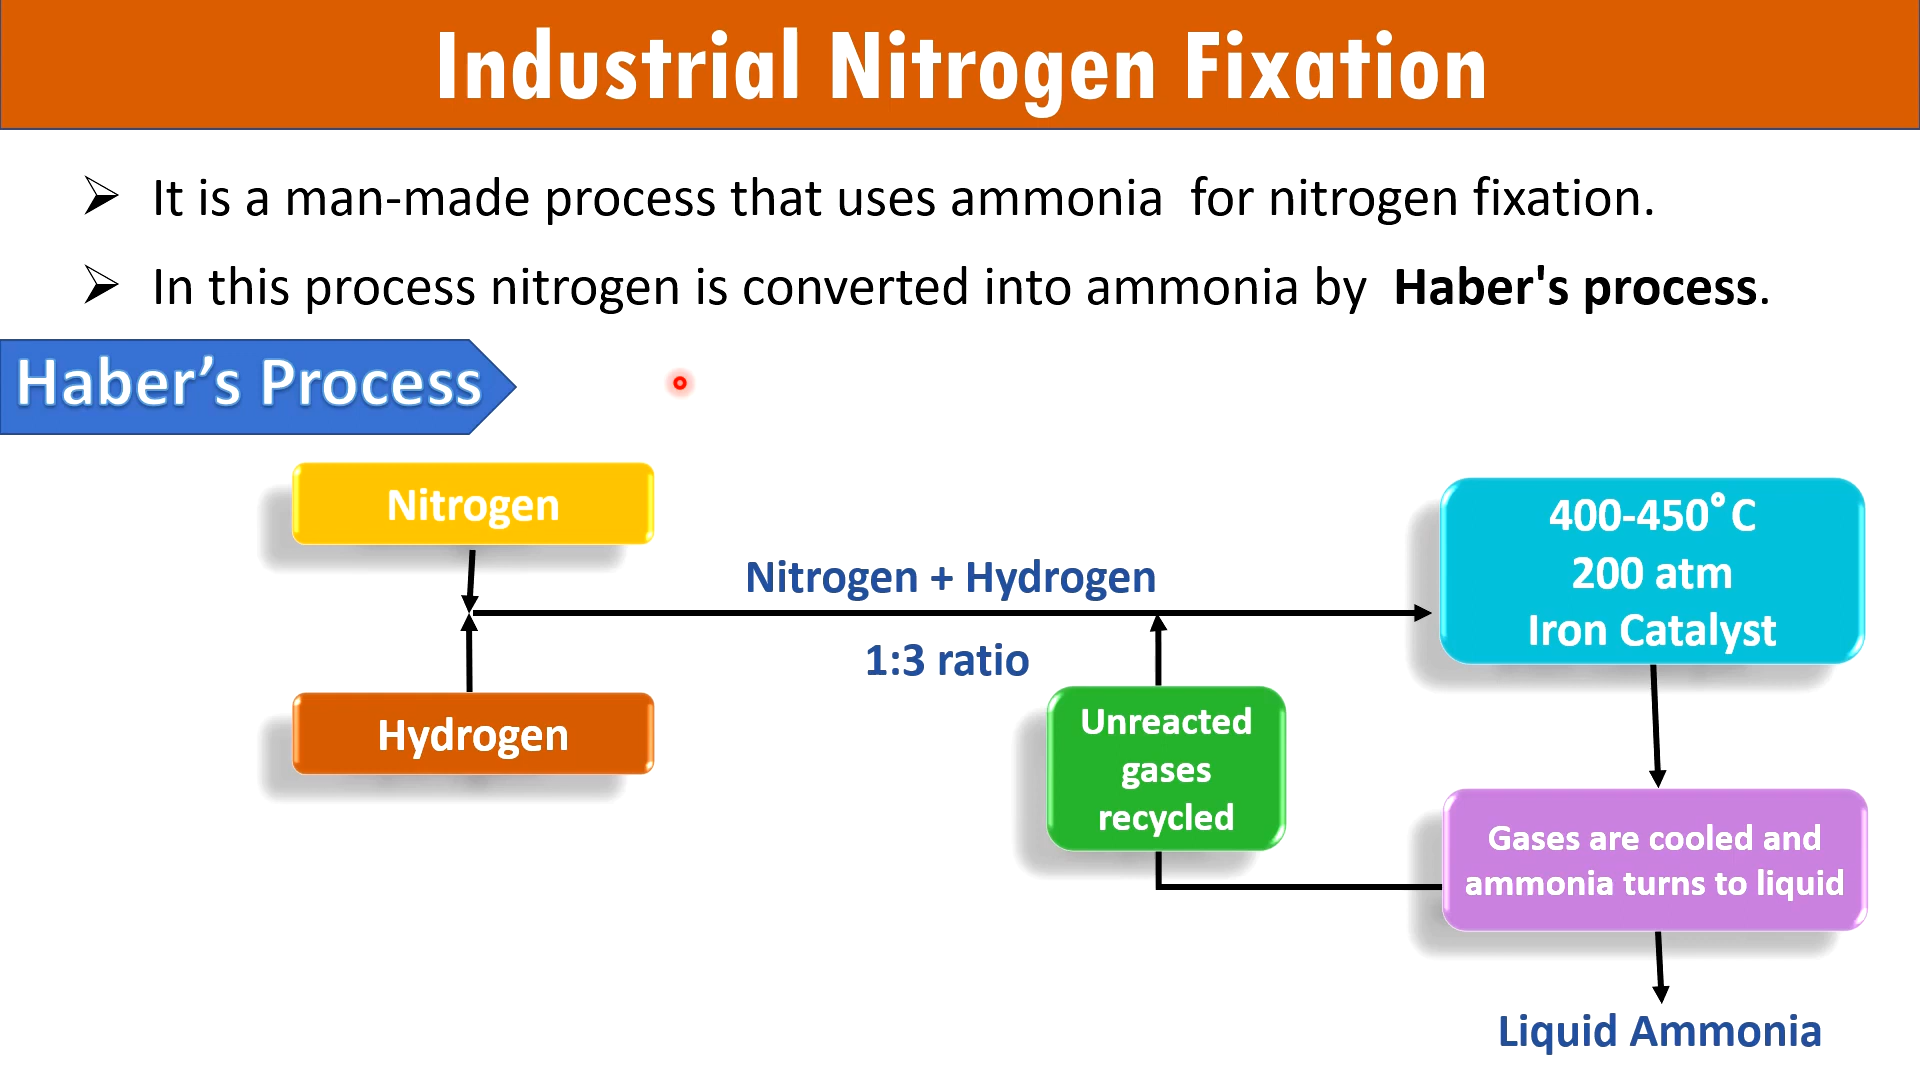 Industrial Nitrogen Fixation
It is a man-made process that uses ammonia for nitrogen fixation.
In this process nitrogen is converted into ammonia by Haber's process.
Haber’s Process
Nitrogen
Nitrogen + Hydrogen
1:3 ratio
Hydrogen
400-450°C
200 atm
Iron Catalyst
Unreacted
gases
recycled
Gases are cooled and
ammonia turns to liquid
Liquid Ammonia